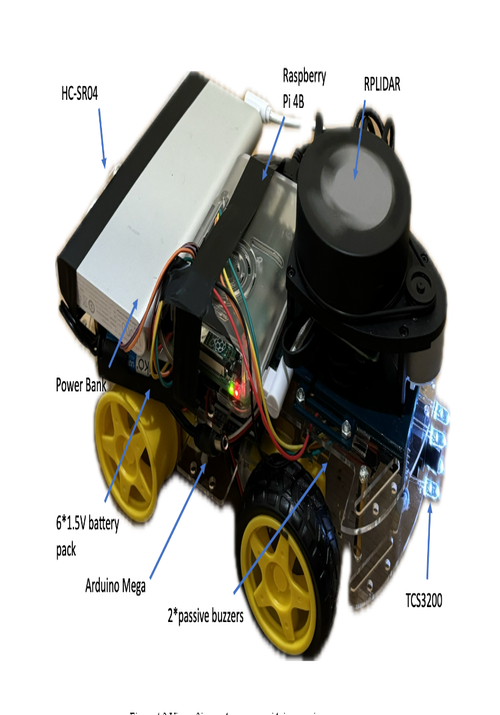 Raspberry
Pi 4B
RPLIDAR
HC-SR04
Power Bank
6*1.5V battery
pack
Arduino Mega
2*passive buzzers
TCS3200